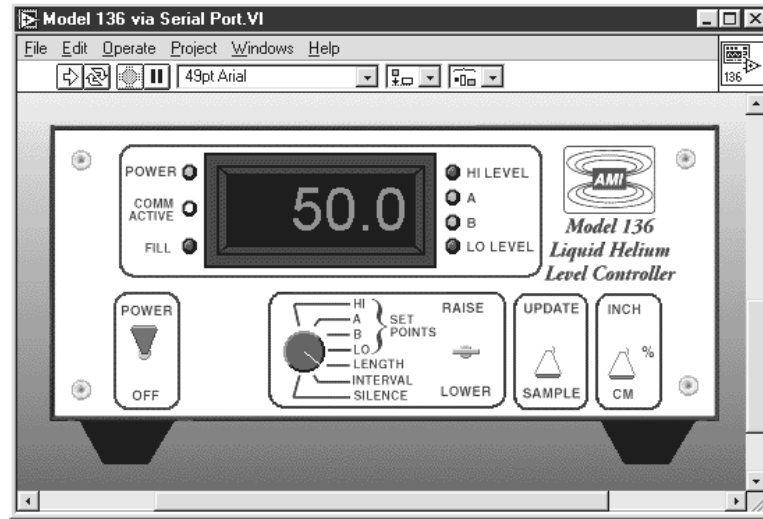 Model 136 via Serial Port.VI
File Edit Operate Project Windows Help
49pt Arial
136
POWER
COMM
ACTIVE
FILL
50.0
HI LEVEL
A
B
LO LEVEL
AMI
Model 136
Liquid Helium
Level Controller
POWER
OFF
HI
A
B
LO
SET
POINTS
LENGTH
INTERVAL
SILENCE
RAISE
LOWER
UPDATE
SAMPLE
INCH
%
CM